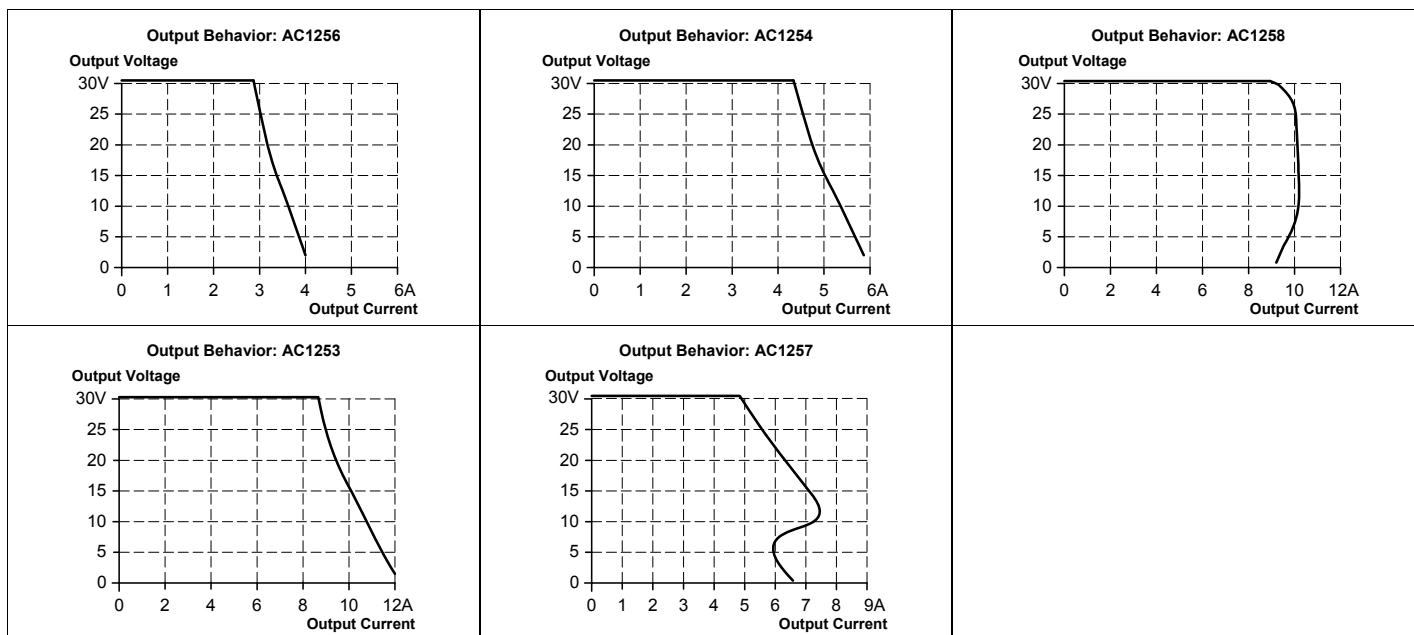 Output Behavior: AC1256
Output Voltage
30V
25
20
15
10
5
0
0 1 2 3 4 5 6A
Output Current
Output Behavior: AC1254
Output Voltage
30V
25
20
15
10
5
0
0 1 2 3 4 5 6A
Output Current
Output Behavior: AC1258
Output Voltage
30V
25
20
15
10
5
0
0 2 4 6 8 10 12A
Output Current
Output Behavior: AC1253
Output Voltage
30V
25
20
15
10
5
0
0 2 4 6 8 10 12A
Output Current
Output Behavior: AC1257
Output Voltage
30V
25
20
15
10
5
0
0 1 2 3 4 5 6 7 8 9A
Output Current